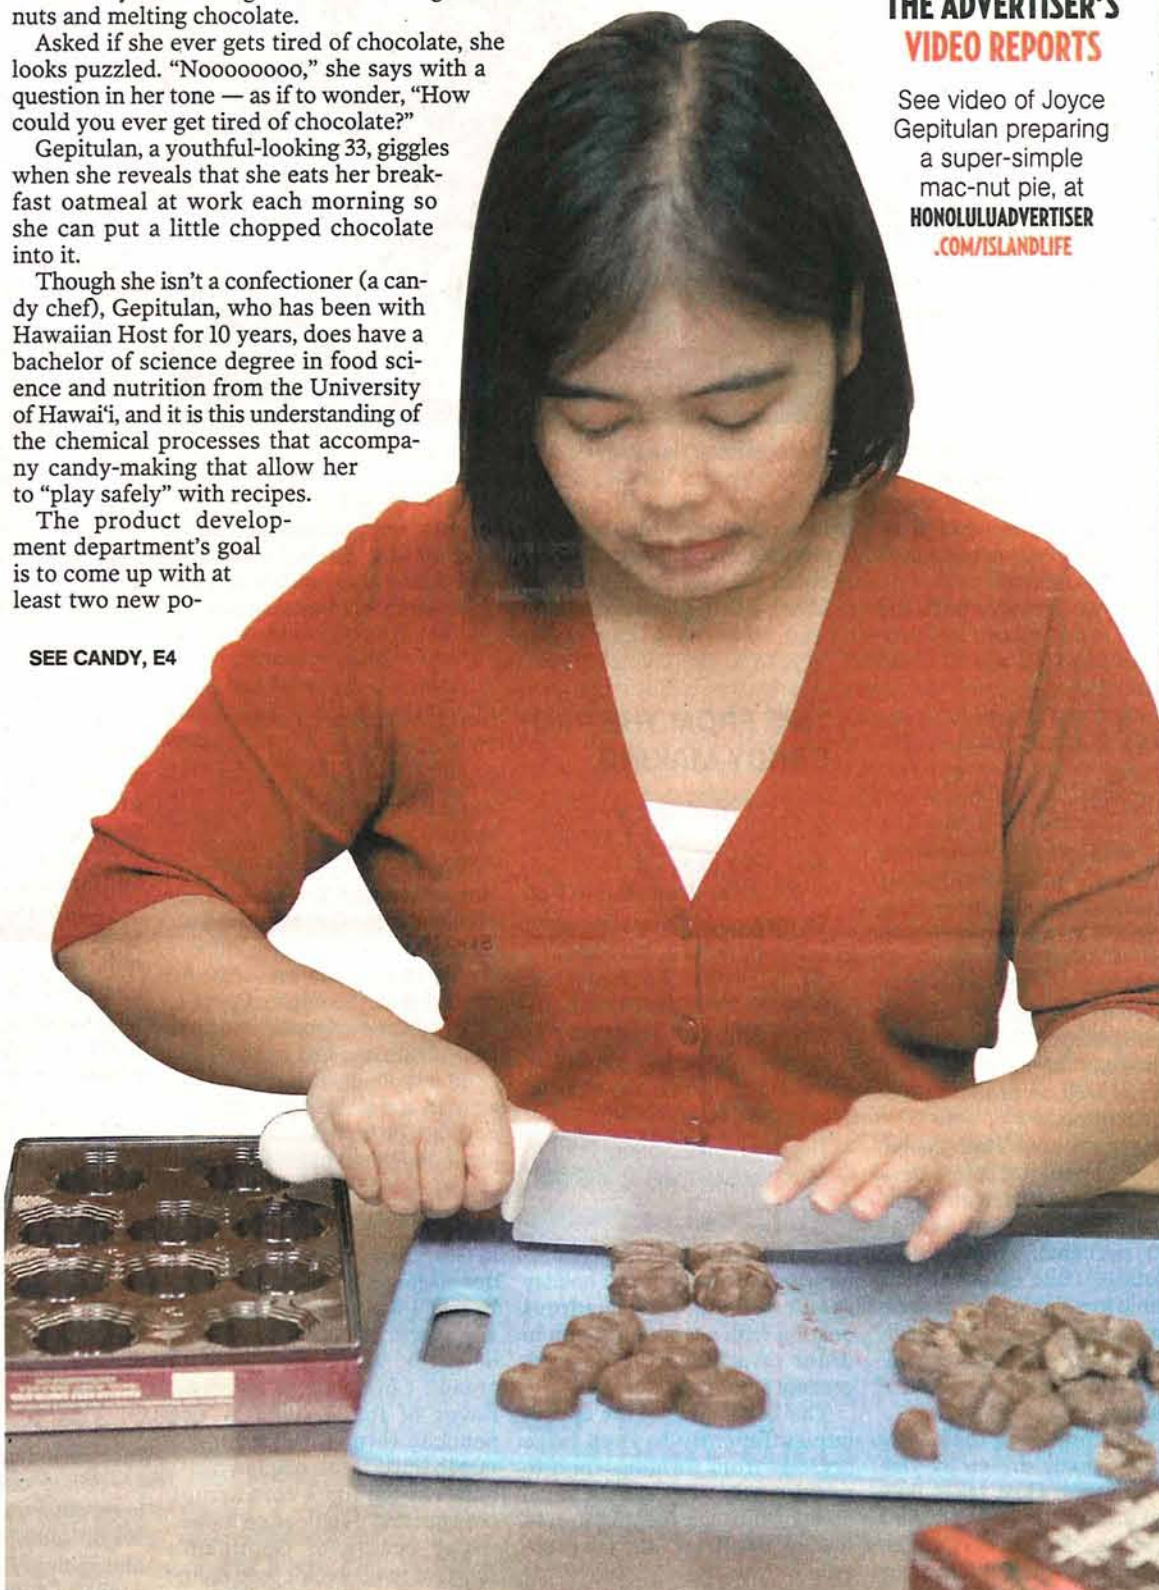 nuts and melting chocolate.
Asked if she ever gets tired of chocolate, she
looks puzzled. “Noooooooo,” she says with a
question in her tone — as if to wonder, “How
could you ever get tired of chocolate?”
Gepitulan, a youthful-looking 33, giggles
when she reveals that she eats her break-
fast oatmeal at work each morning so
she can put a little chopped chocolate
into it.
Though she isn't a confectioner (a can-
dy chef), Gepitulan, who has been with
Hawaiian Host for 10 years, does have a
bachelor of science degree in food sci-
ence and nutrition from the University
of Hawai‘i, and it is this understanding of
the chemical processes that accompa-
ny candy-making that allow her
to “play safely” with recipes.
The product develop-
ment department's goal
is to come up with at
least two new po-
SEE CANDY, E4
THE ADVERTISER'S
VIDEO REPORTS
See video of Joyce
Gepitulan preparing
a super-simple
mac-nut pie, at
HONOLULUADVERTISER
.COM/ISLANDLIFE